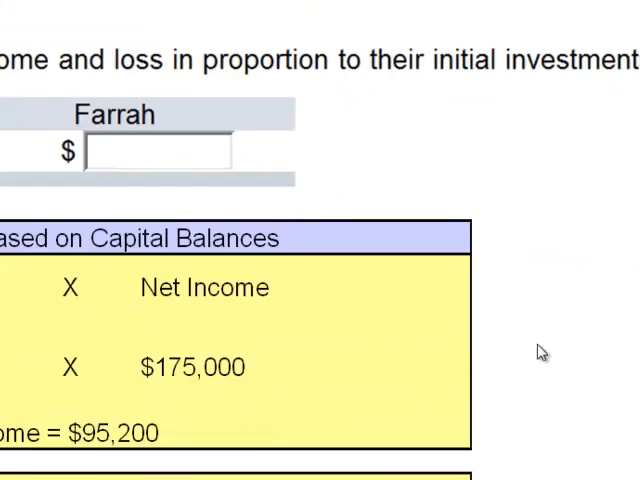 ome and loss in proportion to their initial investment
Farrah
$
ased on Capital Balances
X Net Income
X $175,000
ome = $95,200